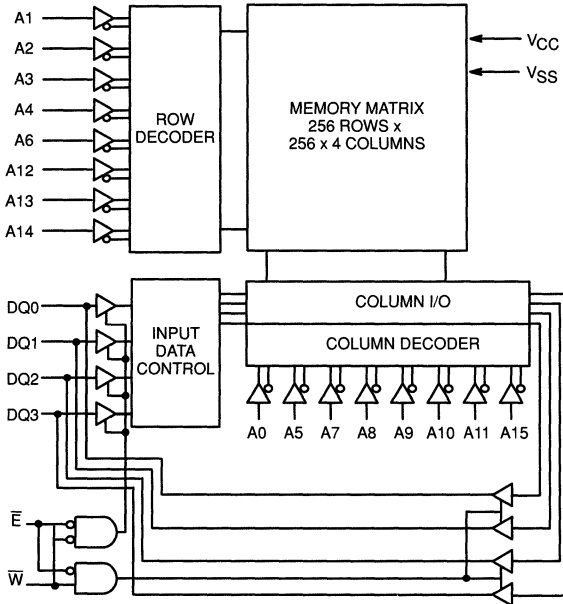 A1
A2
A3
A4
A6
A12
A13
A14
ROW
DECODER
MEMORY MATRIX
256 ROWS x
256 x 4 COLUMNS
VCC
VSS
DQ0
DQ1
DQ2
DQ3
INPUT
DATA
CONTROL
COLUMN I/O
COLUMN DECODER
A0 A5 A7 A8 A9 A10 A11 A15
E̅
W̅